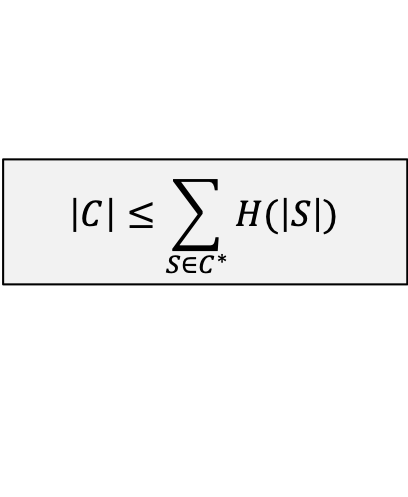 |C| ≤ ∑_{S∈C*} H(|S|)